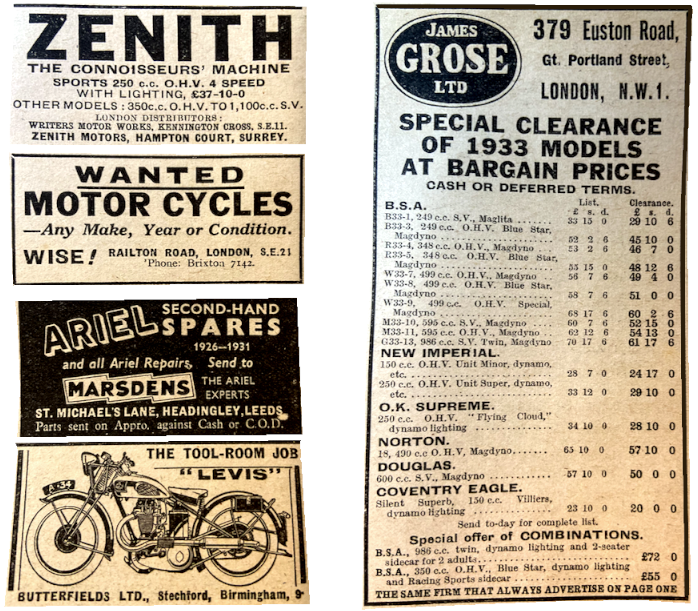 ZENITH
THE CONNOISSEURS' MACHINE
SPORTS 250 c.c. O.H.V. 4 SPEED
WITH LIGHTING, £37-10-0
OTHER MODELS : 350c.c. O.H.V. TO 1,100c.c. S.V.
LONDON DISTRIBUTORS :
WRITERS MOTOR WORKS, KENNINGTON CROSS, S.E.11.
ZENITH MOTORS, HAMPTON COURT, SURREY.
WANTED
MOTOR CYCLES
—Any Make, Year or Condition.
WISE! RAILTON ROAD, LONDON, S.E.21
'Phone: Brixton 7142.
ARIEL SECOND-HAND
SPARES
1926–1931
and all Ariel Repairs, Send to
MARSDENS THE ARIEL
EXPERTS
ST. MICHAEL'S LANE, HEADINGLEY, LEEDS
Parts sent on Appro. against Cash or C.O.D.
THE TOOL-ROOM JOB
"LEVIS"
A-34
BUTTERFIELDS LTD., Stechford, Birmingham, 9
JAMES
GROSE
LTD
379 Euston Road,
Gt. Portland Street,
LONDON, N.W.1.
SPECIAL CLEARANCE
OF 1933 MODELS
AT BARGAIN PRICES
CASH OR DEFERRED TERMS.
List. Clearance.
B.S.A. £ s. d. £ s. d.
B33-1, 249 c.c. S.V., Maglita ....... 33 15 0 29 10 6
B33-3, 249 c.c. O.H.V. Blue Star,
Magdyno ....... 52 2 6 45 10 0
R33-4, 348 c.c. O.H.V., Magdyno .... 53 2 6 46 7 0
R33-5, 348 c.c. O.H.V. Blue Star,
Magdyno ....... 55 15 0 48 12 6
W33-7, 499 c.c. O.H.V., Magdyno .... 56 7 6 49 4 0
W33-8, 499 c.c. O.H.V. Blue Star,
Magdyno ....... 58 7 6 51 0 0
W33-9, 499 c.c. O.H.V. Special,
Magdyno ....... 68 17 6 60 2 6
M33-10, 595 c.c. S.V., Magdyno ..... 60 7 6 52 15 0
M33-11, 595 c.c. O.H.V., Magdyno ... 62 12 6 54 13 0
G33-13, 986 c.c. S.V. Twin, Magdyno 70 17 6 61 17 6
NEW IMPERIAL.
150 c.c. O.H.V. Unit Minor, dynamo,
etc. ....... 28 7 0 24 17 0
250 c.c. O.H.V. Unit Super, dynamo,
etc. ....... 33 12 0 29 10 0
O.K. SUPREME.
250 c.c. O.H.V. "Flying Cloud,"
dynamo lighting ....... 34 10 0 28 10 0
NORTON.
18, 490 c.c O.H.V, Magdyno ....... 65 10 0 57 10 0
DOUGLAS.
600 c.c. S.V., Magdyno ....... 57 10 0 50 0 0
COVENTRY EAGLE.
Silent Superb, 150 c.c. Villiers,
dynamo lighting ....... 23 10 0 20 0 0
Send to-day for complete list.
Special offer of COMBINATIONS.
B.S.A., 986 c.c. twin, dynamo lighting and 2-seater
sidecar for 2 adults ....... £72 0 0
B.S.A., 350 c.c. O.H.V., Blue Star, dynamo lighting
and Racing Sports sidecar ....... £55 0 0
THE SAME FIRM THAT ALWAYS ADVERTISE ON PAGE ONE